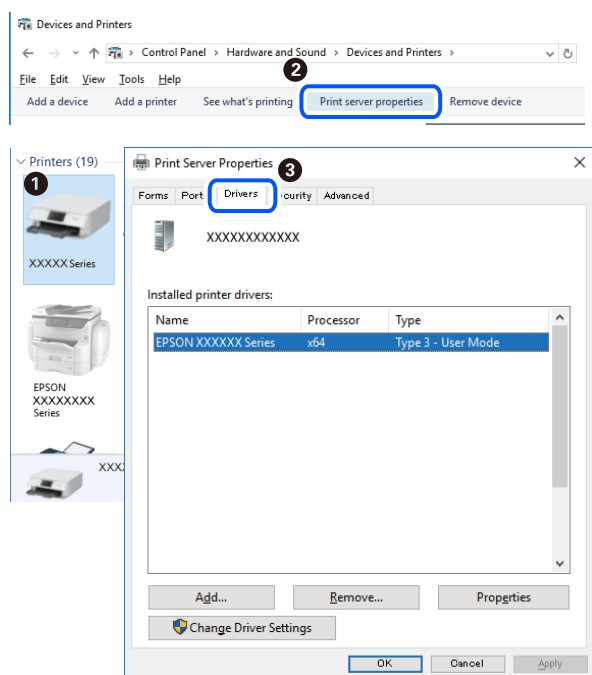 Devices and Printers
Control Panel > Hardware and Sound > Devices and Printers >
2
File Edit View Tools Help
Add a device Add a printer See what's printing Print server properties Remove device
Printers (19)
1
XXXXX Series
EPSON
XXXXXXXX
Series
XXX
Print Server Properties
3
Forms Port Drivers curity Advanced
XXXXXXXXXXXX
Installed printer drivers:
Name Processor Type
EPSON XXXXXX Series x64 Type 3 - User Mode
Add... Remove... Properties
Change Driver Settings
OK Cancel Apply